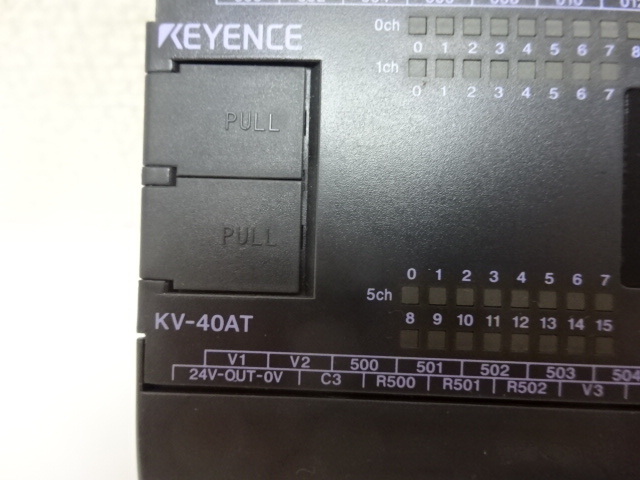 KEYENCE
0ch
0 1 2 3 4 5 6 7 8
1ch
0 1 2 3 4 5 6 7
PULL
PULL
0 1 2 3 4 5 6 7
5ch
8 9 10 11 12 13 14 15
KV-40AT
V1 V2 500 501 502 503 504
24V-OUT-0V C3 R500 R501 R502 V3